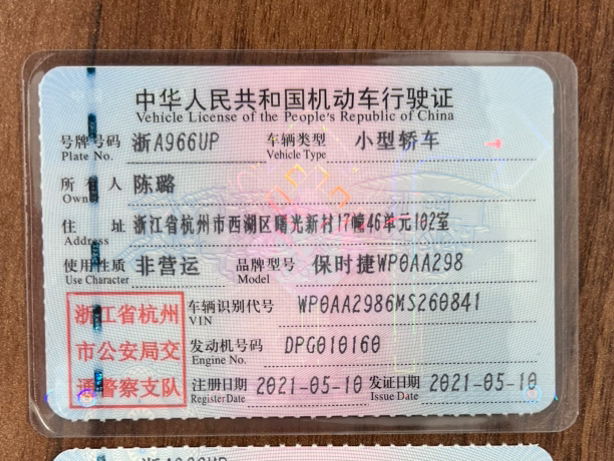 中华人民共和国机动车行驶证
Vehicle License of the People's Republic of China
号牌号码 浙A966UP 车辆类型 小型轿车
Plate No. Vehicle Type
所有人 陈璐
Owner
住址 浙江省杭州市西湖区曙光新村17幢46单元102室
Address
使用性质 非营运 品牌型号 保时捷WP0AA298
Use Character Model
浙江省杭州
市公安局交
通警察支队
车辆识别代号 WP0AA2986MS260841
VIN
发动机号码 DPG010160
Engine No.
注册日期 2021-05-10 发证日期 2021-05-10
Register Date Issue Date